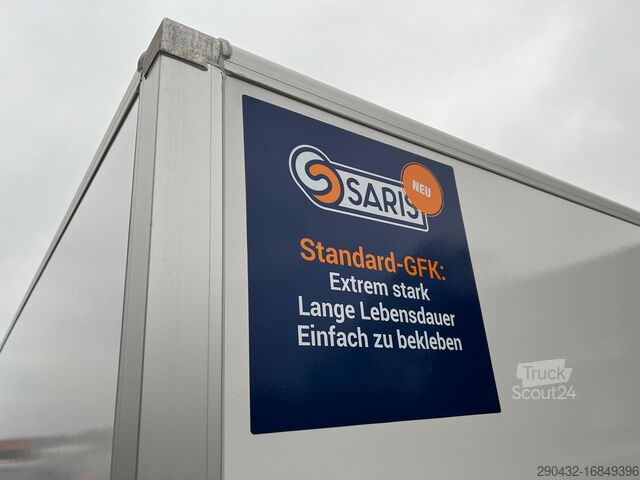 SARIS
NEU
Standard-GFK:
Extrem stark
Lange Lebensdauer
Einfach zu bekleben
Truck
Scout24
290432-16849396